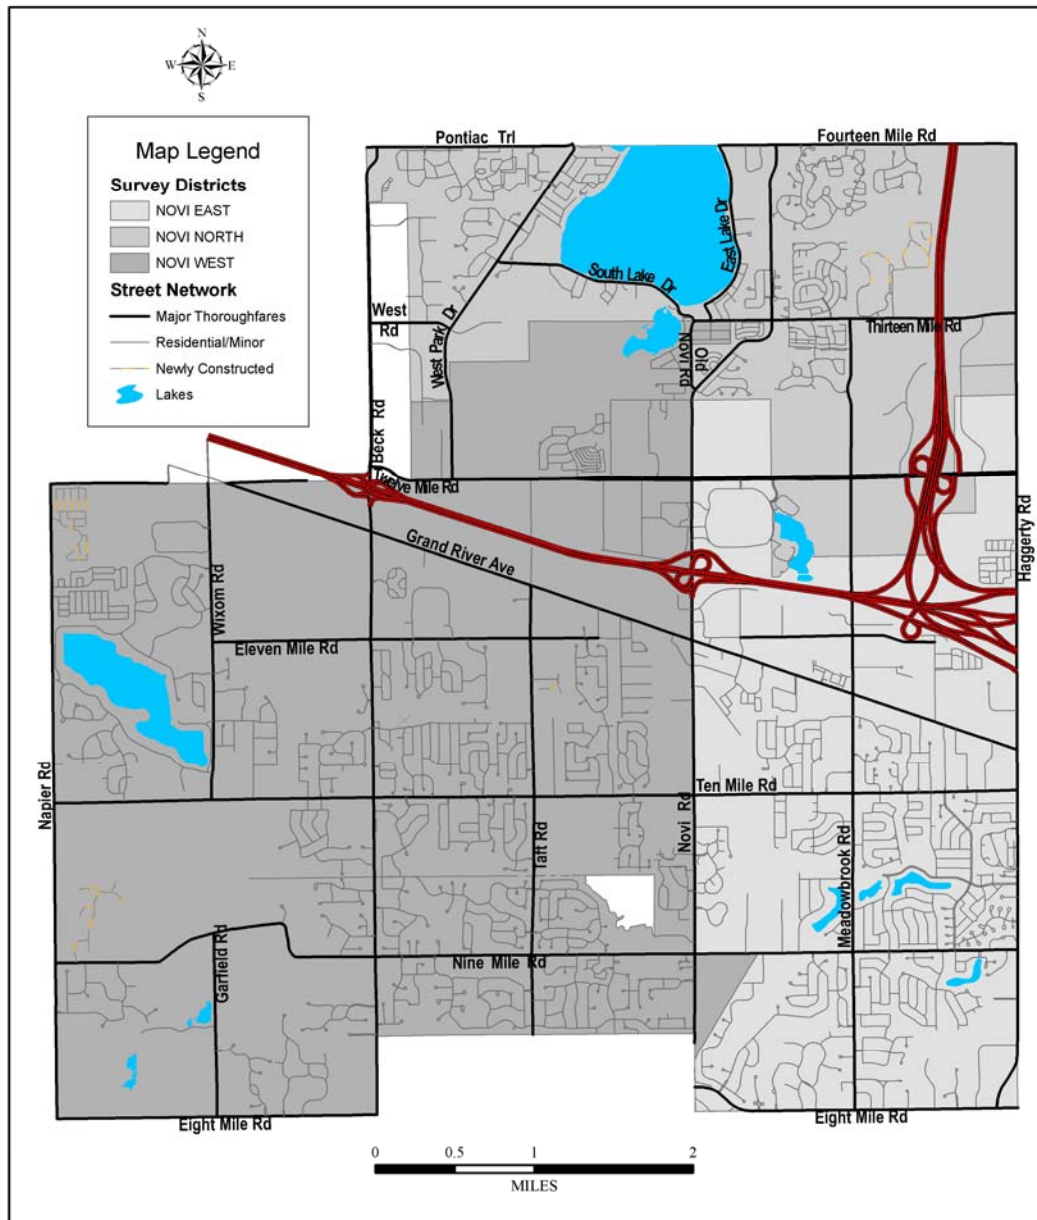 N
W E
S
Map Legend
Survey Districts
NOVI EAST
NOVI NORTH
NOVI WEST
Street Network
Major Thoroughfares
Residential/Minor
Newly Constructed
Lakes
Pontiac Trl
Fourteen Mile Rd
East Lake Dr
South Lake Dr
West
Rd
West Park Dr
Thirteen Mile Rd
Old
Novi Rd
Beck Rd
Twelve Mile Rd
Grand River Ave
Haggerty Rd
Wixom Rd
Eleven Mile Rd
Napier Rd
Ten Mile Rd
Taft Rd
Novi Rd
Meadowbrook Rd
Garfield Rd
Nine Mile Rd
Eight Mile Rd
Eight Mile Rd
0 0.5 1 2
MILES